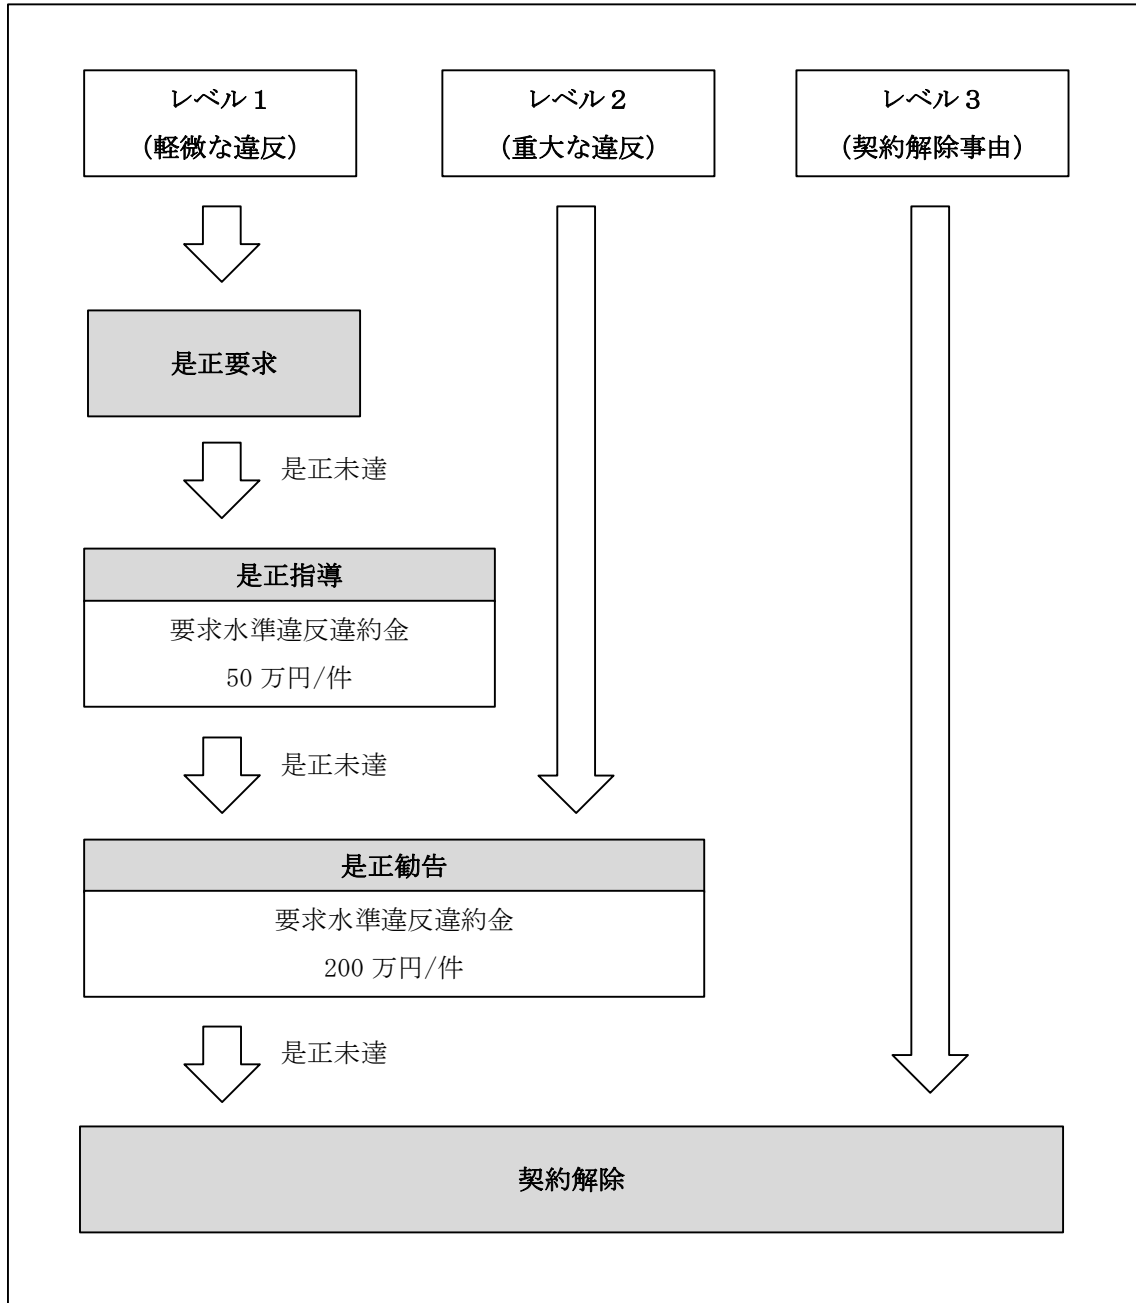 レベル１
（軽微な違反）
レベル２
（重大な違反）
レベル３
（契約解除事由）
是正要求
是正未達
是正指導
要求水準違反違約金
50 万円/件
是正未達
是正勧告
要求水準違反違約金
200 万円/件
是正未達
契約解除